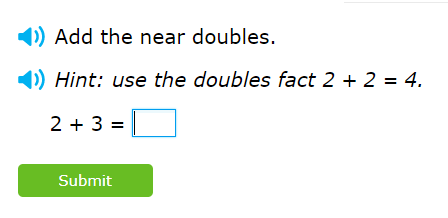 Add the near doubles.
Hint: use the doubles fact 2 + 2 = 4.
2 + 3 =
Submit